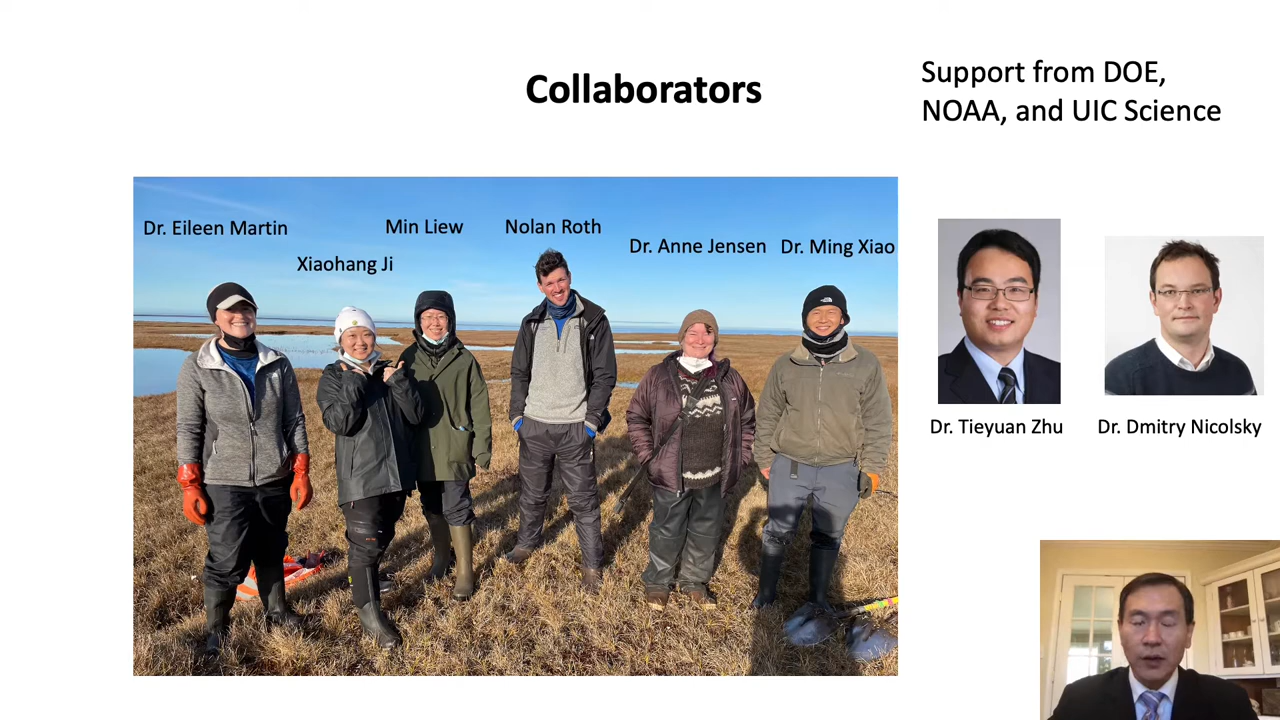 Collaborators
Support from DOE,
NOAA, and UIC Science
Dr. Eileen Martin
Xiaohang Ji
Min Liew
Nolan Roth
Dr. Anne Jensen
Dr. Ming Xiao
Dr. Tieyuan Zhu
Dr. Dmitry Nicolsky